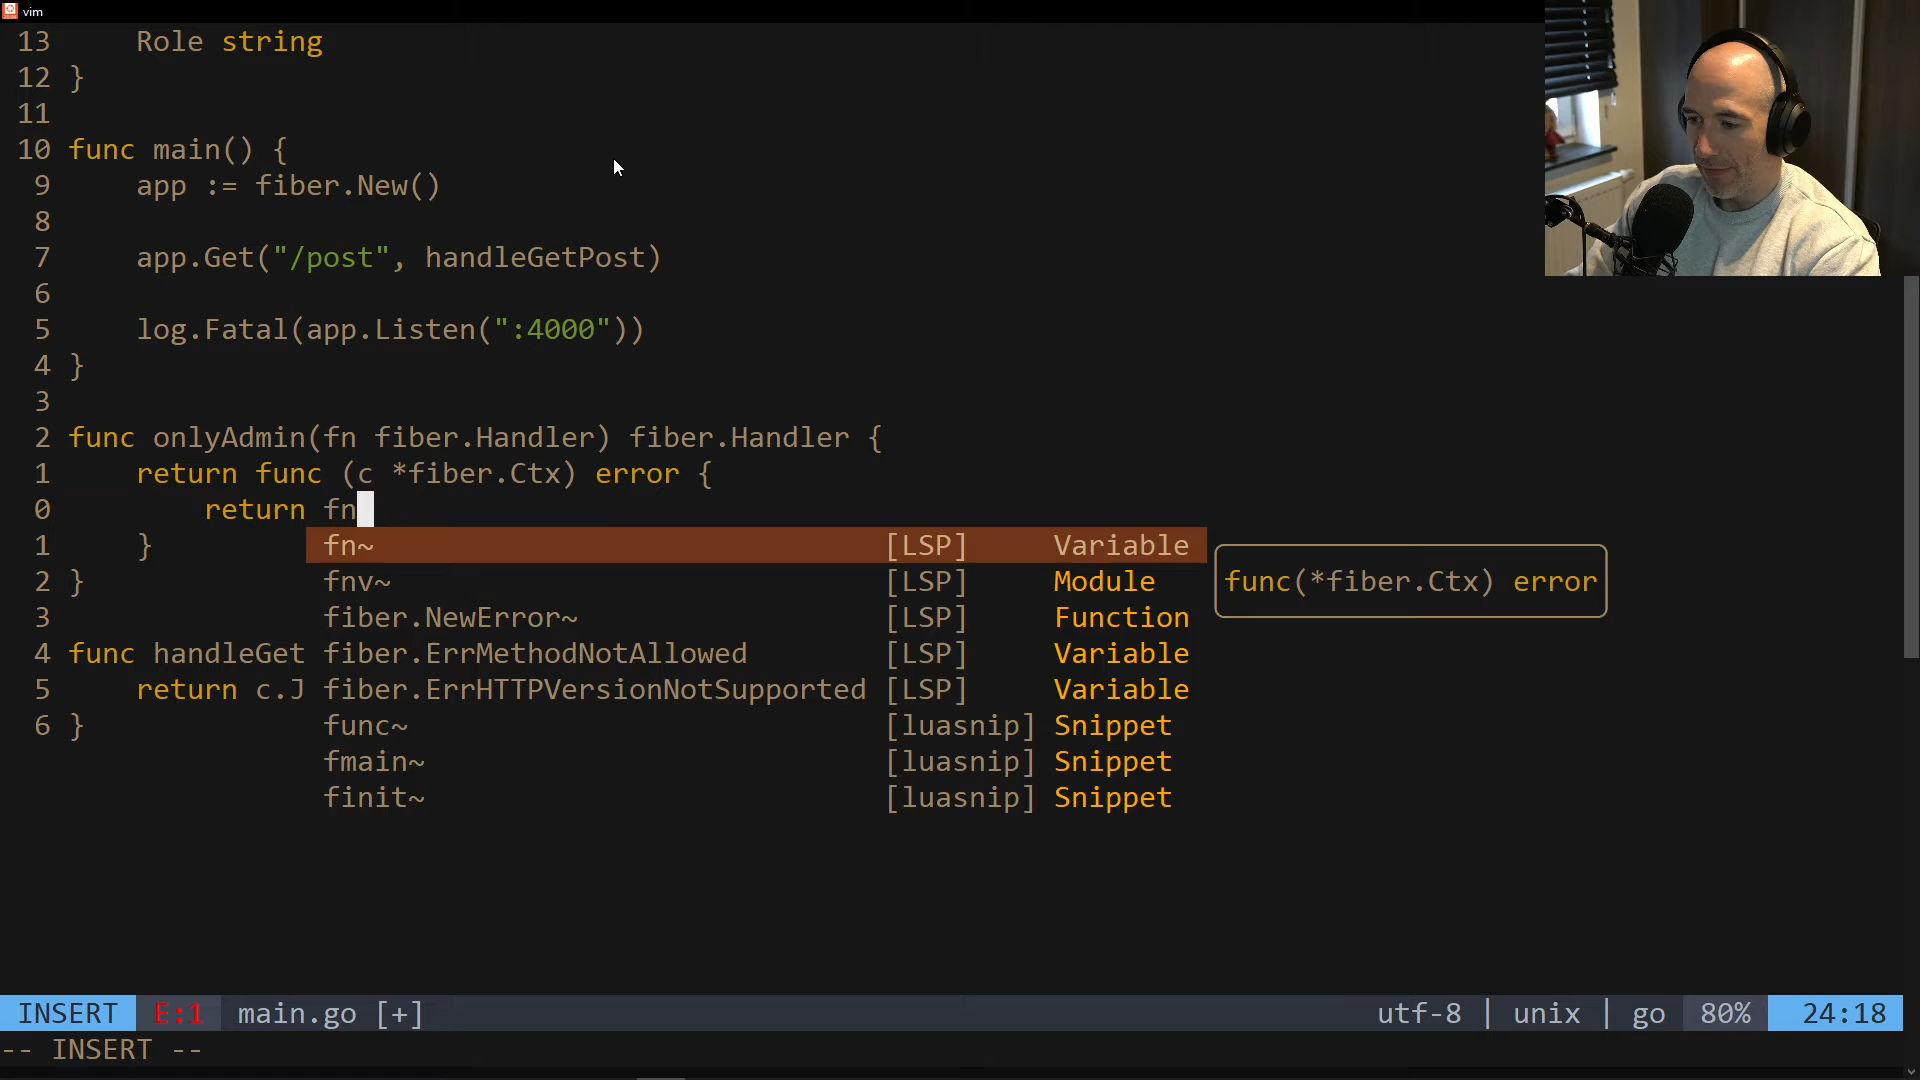 vim
13 Role string
12 }
11
10 func main() {
9 app := fiber.New()
8
7 app.Get("/post", handleGetPost)
6
5 log.Fatal(app.Listen(":4000"))
4 }
3
2 func onlyAdmin(fn fiber.Handler) fiber.Handler {
1 return func (c *fiber.Ctx) error {
0 return fn
1 } fn~ [LSP] Variable
2 } fnv~ [LSP] Module func(*fiber.Ctx) error
3 fiber.NewError~ [LSP] Function
4 func handleGet fiber.ErrMethodNotAllowed [LSP] Variable
5 return c.J fiber.ErrHTTPVersionNotSupported [LSP] Variable
6 } func~ [luasnip] Snippet
fmain~ [luasnip] Snippet
finit~ [luasnip] Snippet
INSERT E:1 main.go [+] utf-8 | unix | go 80% 24:18
-- INSERT --